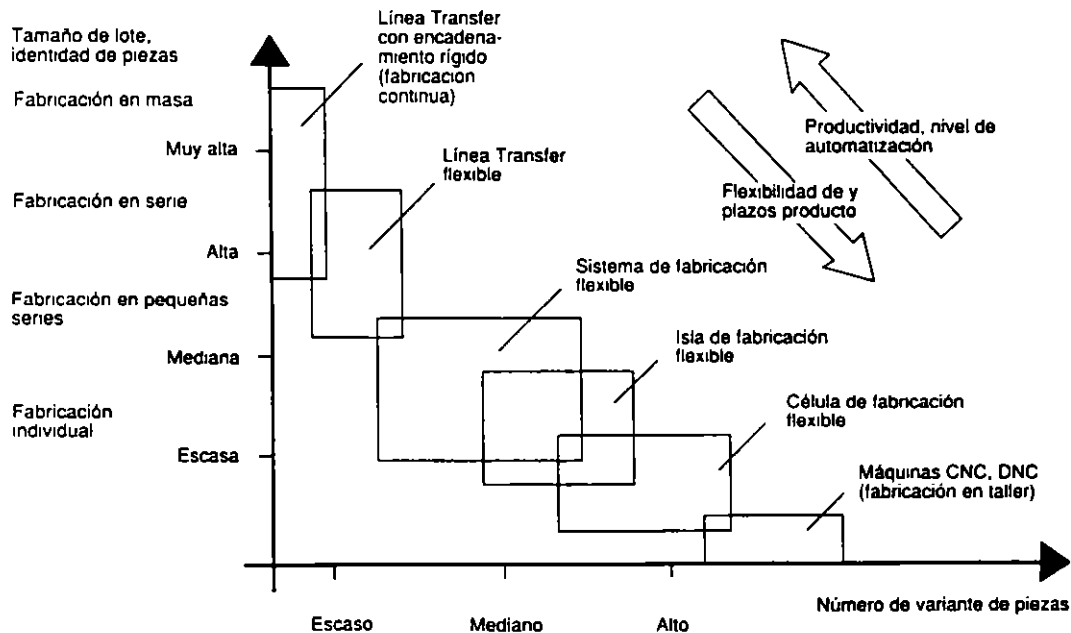 Tamaño de lote,
identidad de piezas
Línea Transfer
con encadena-
miento rígido
(fabricación
continua)
Fabricación en masa
Muy alta
Línea Transfer
flexible
Productividad, nivel de
automatización
Flexibilidad de y
plazos producto
Fabricación en serie
Alta
Sistema de fabricación
flexible
Fabricación en pequeñas
series
Mediana
Isla de fabricación
flexible
Fabricación
individual
Célula de fabricación
flexible
Escasa
Máquinas CNC, DNC
(fabricación en taller)
Número de variante de piezas
Escaso
Mediano
Alto